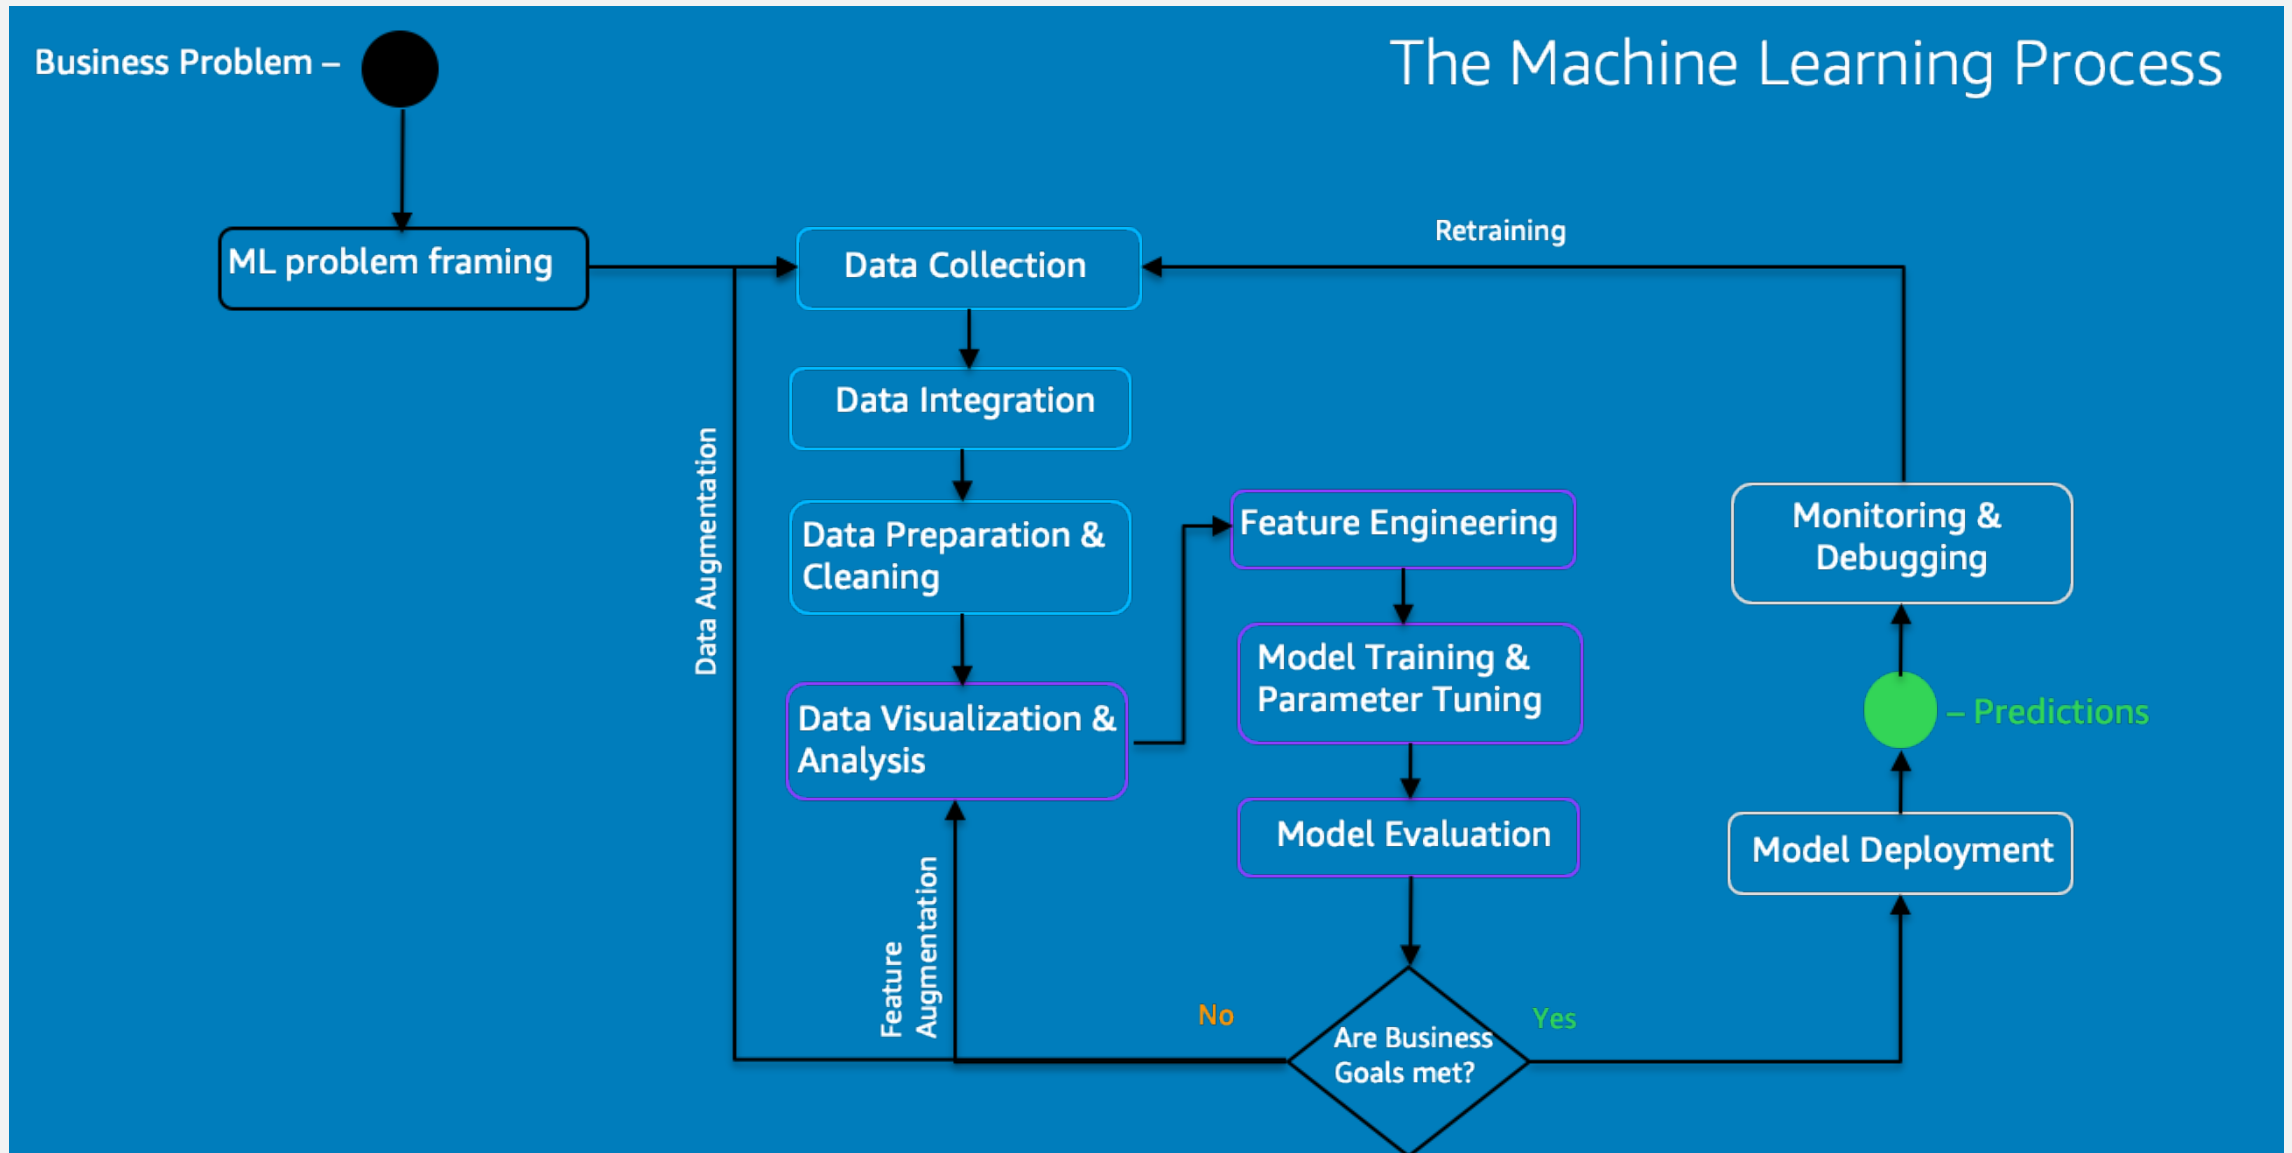 Business Problem –
The Machine Learning Process
ML problem framing
Data Collection
Retraining
Data Integration
Data Augmentation
Data Preparation &
Cleaning
Feature Engineering
Monitoring &
Debugging
Model Training &
Parameter Tuning
Data Visualization &
Analysis
– Predictions
Model Evaluation
Model Deployment
Feature
Augmentation
No
Yes
Are Business
Goals met?